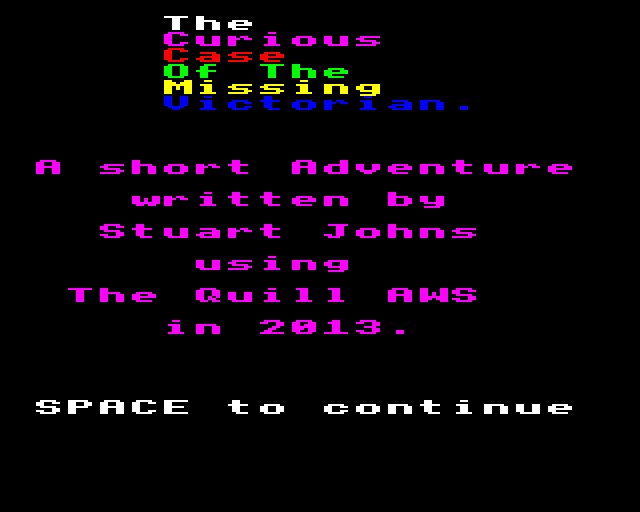 The
Curious
Case
Of The
Missing
Victorian.
A short Adventure
written by
Stuart Johns
using
The Quill AWS
in 2013.
SPACE to continue